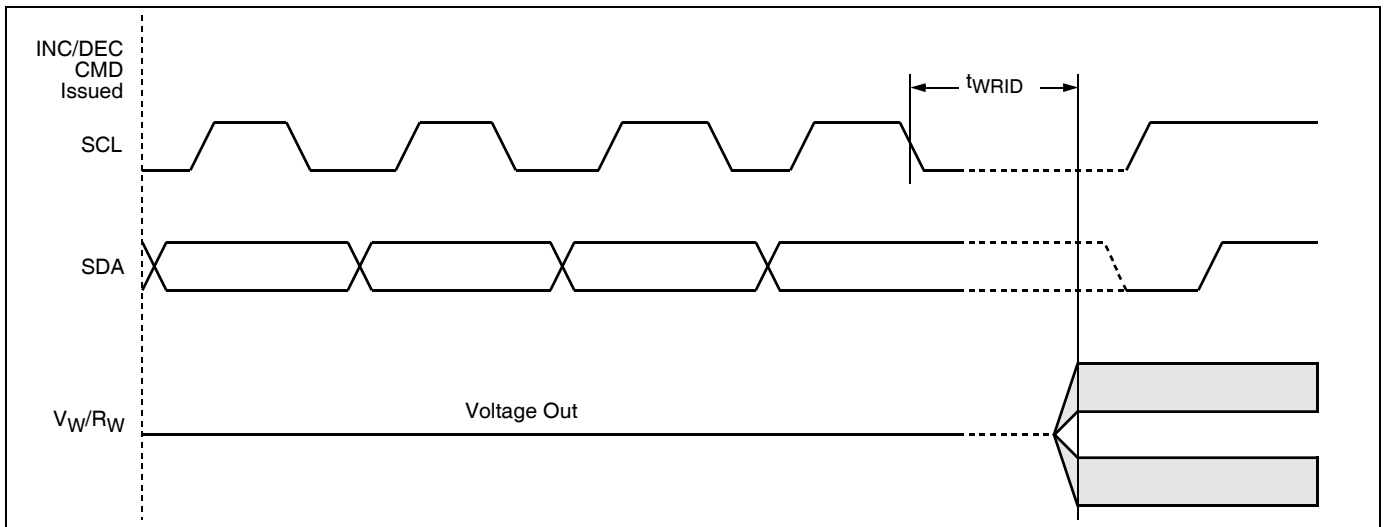 INC/DEC
CMD
Issued
tWRID
SCL
SDA
Voltage Out
VW/RW